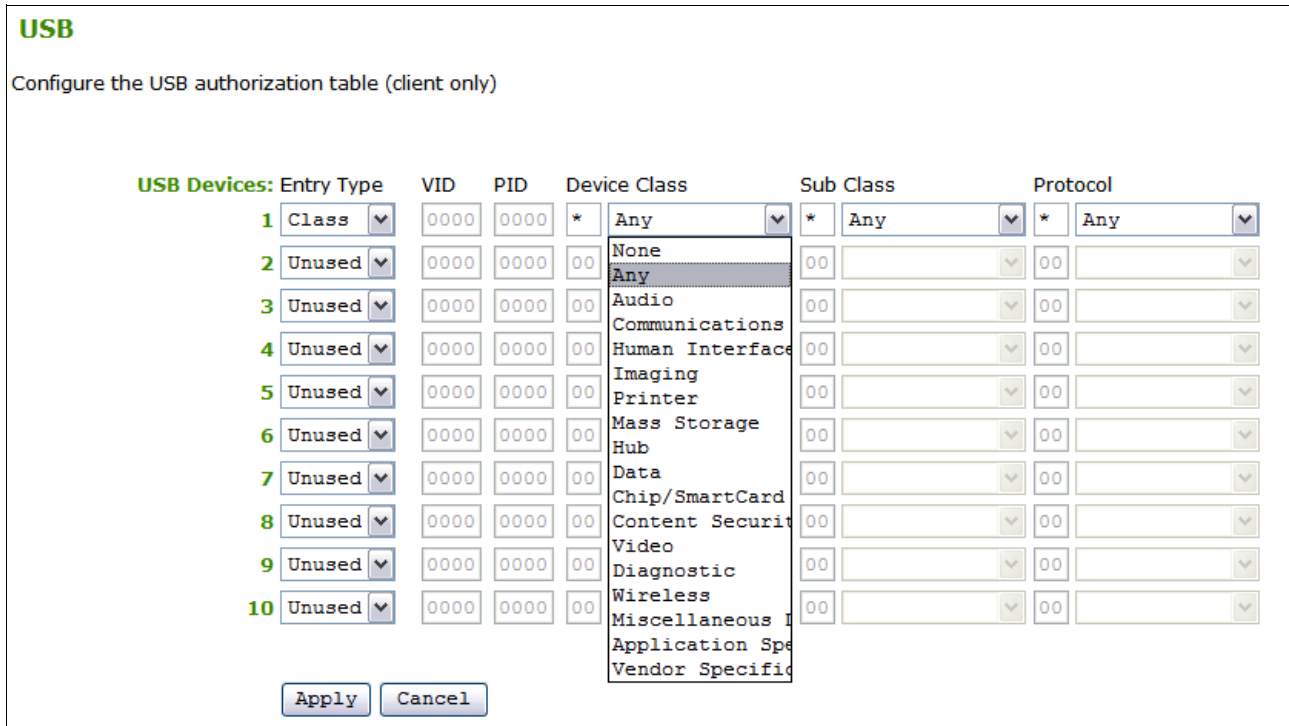 USB
Configure the USB authorization table (client only)
USB Devices: Entry Type VID PID Device Class Sub Class Protocol
1 Class 0000 0000 * Any * Any * Any
None
2 Unused 0000 0000 00 Any 00 00
Audio
3 Unused 0000 0000 00 00 00
Communications
4 Unused 0000 0000 00 Human Interface 00 00
Imaging
5 Unused 0000 0000 00 Printer 00 00
Mass Storage
6 Unused 0000 0000 00 00 00
Hub
7 Unused 0000 0000 00 Data 00 00
Chip/SmartCard
8 Unused 0000 0000 00 Content Securit 00 00
Video
9 Unused 0000 0000 00 Diagnostic 00 00
Wireless
10 Unused 0000 0000 00 00 00
Miscellaneous I
Application Spe
Vendor Specific
Apply Cancel